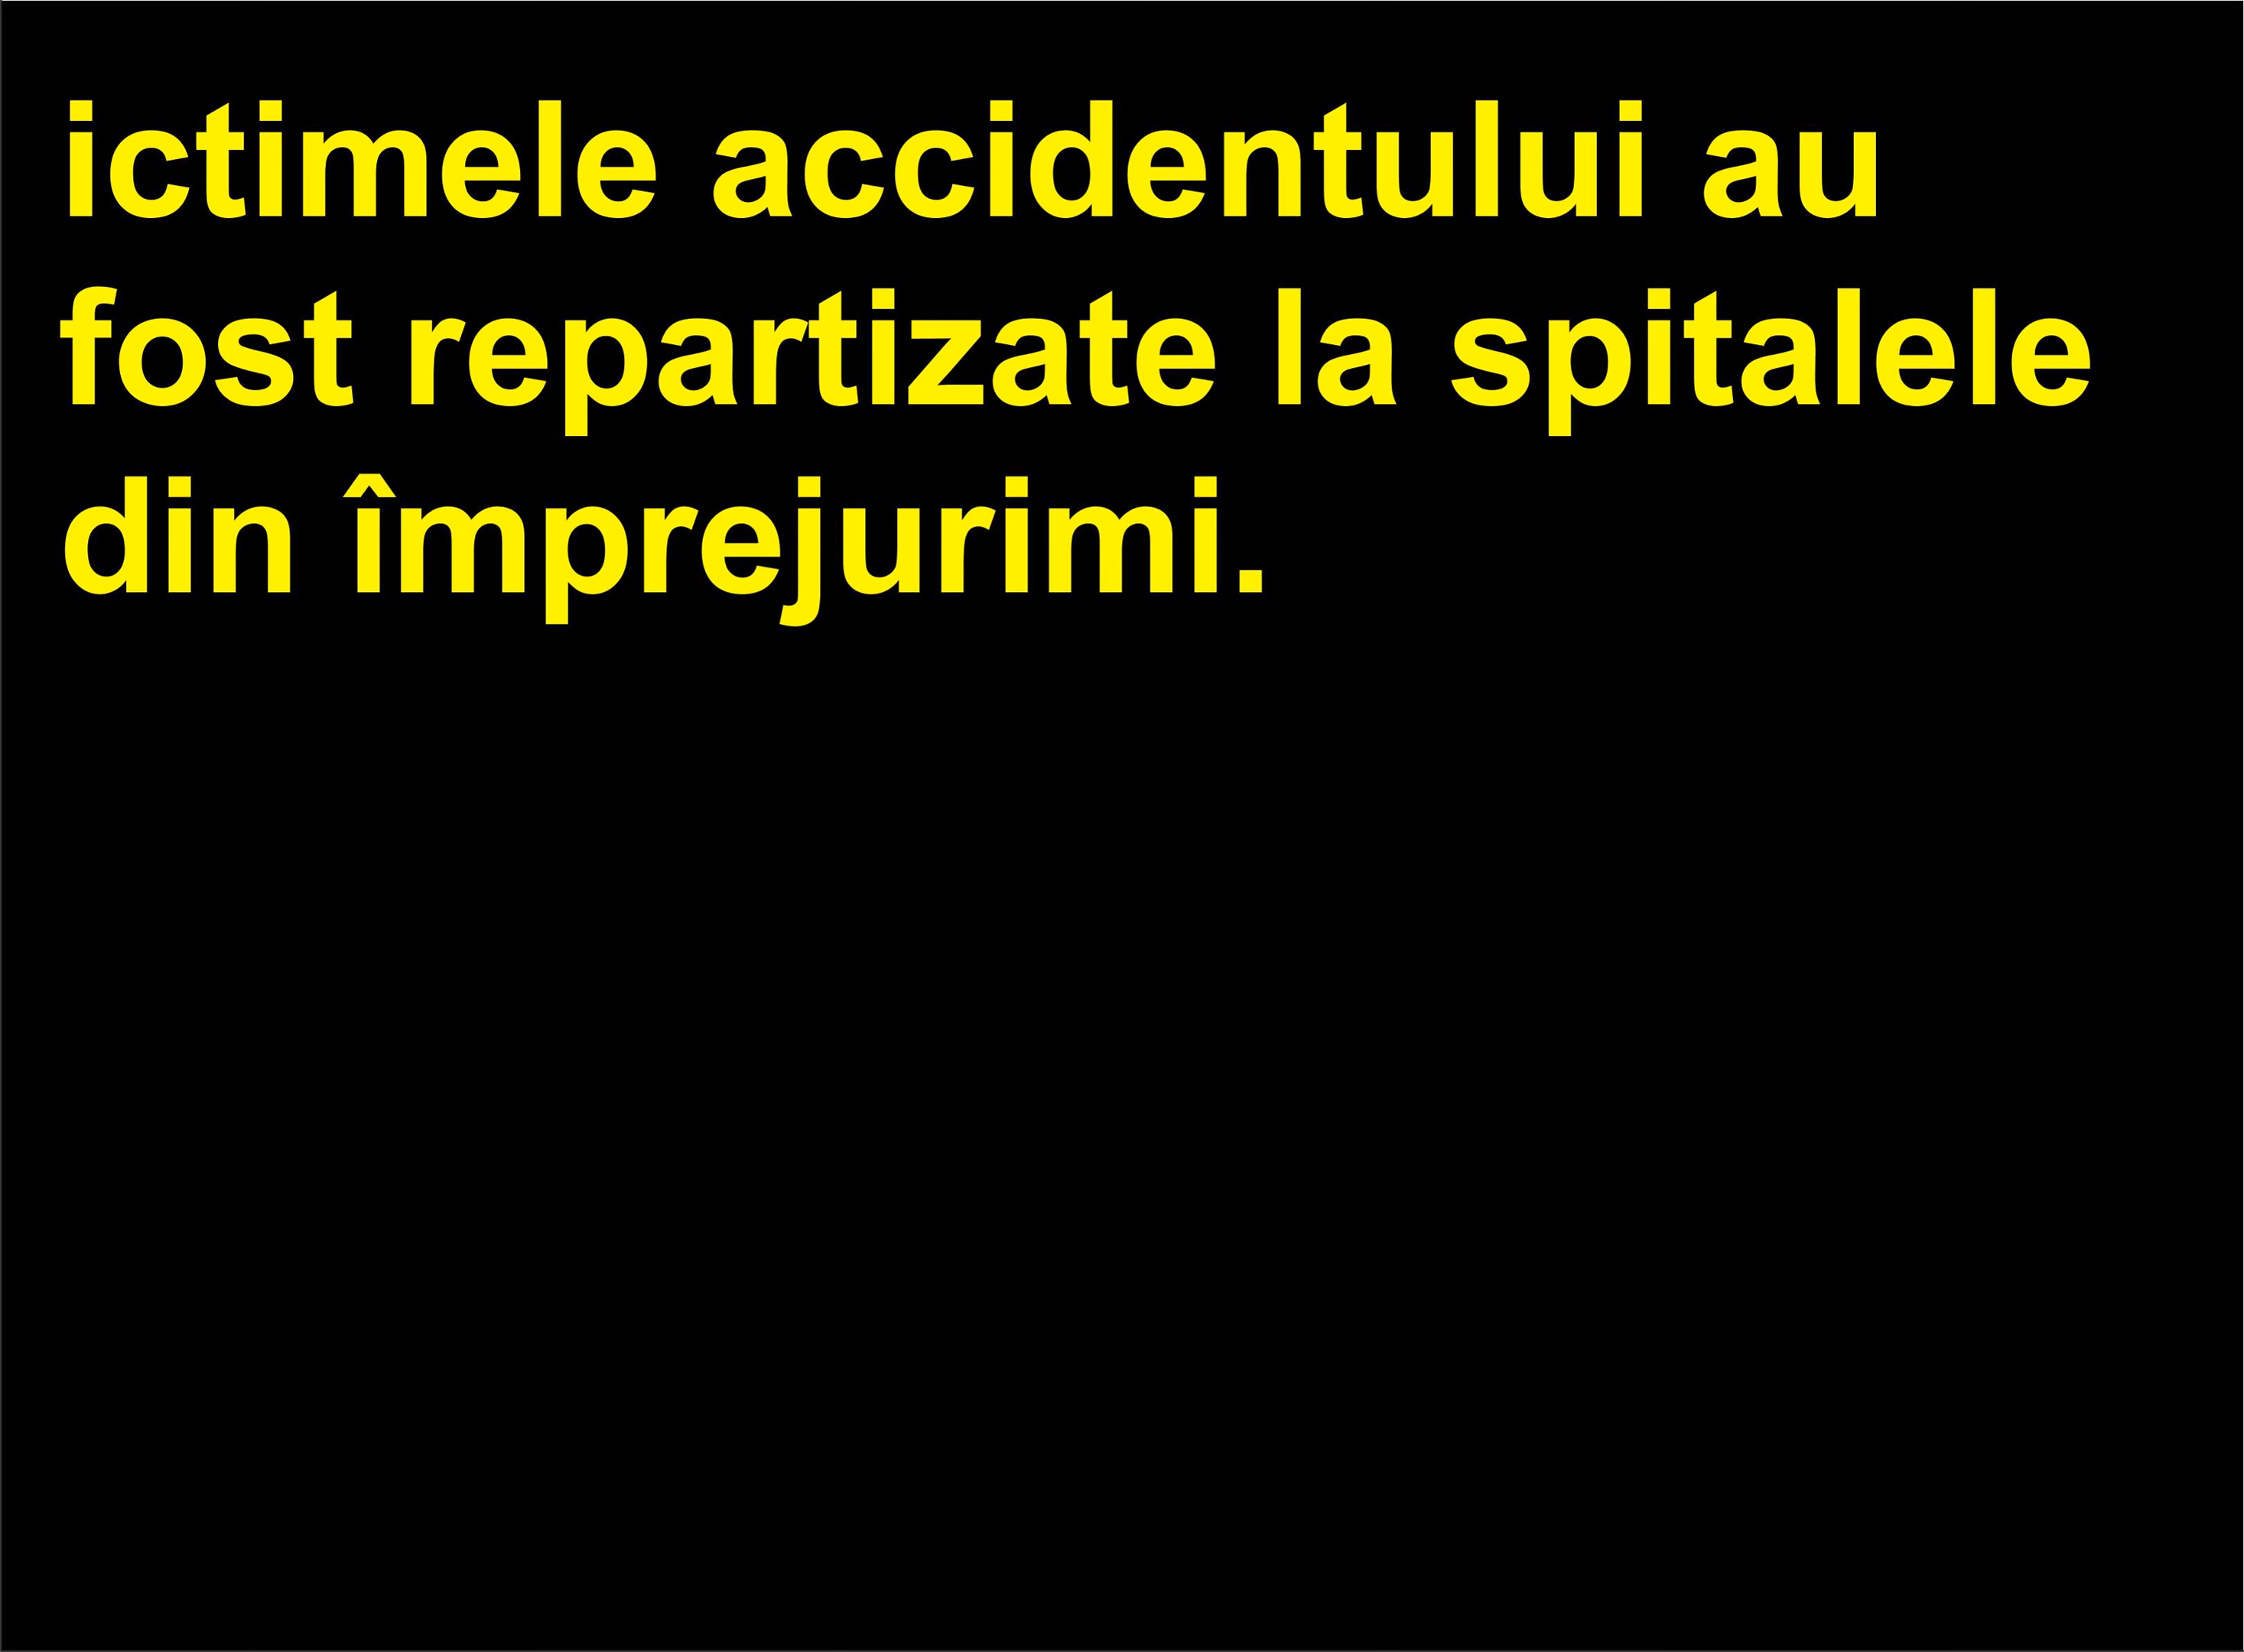 ictimele accidentului au
fost repartizate la spitalele
din împrejurimi.